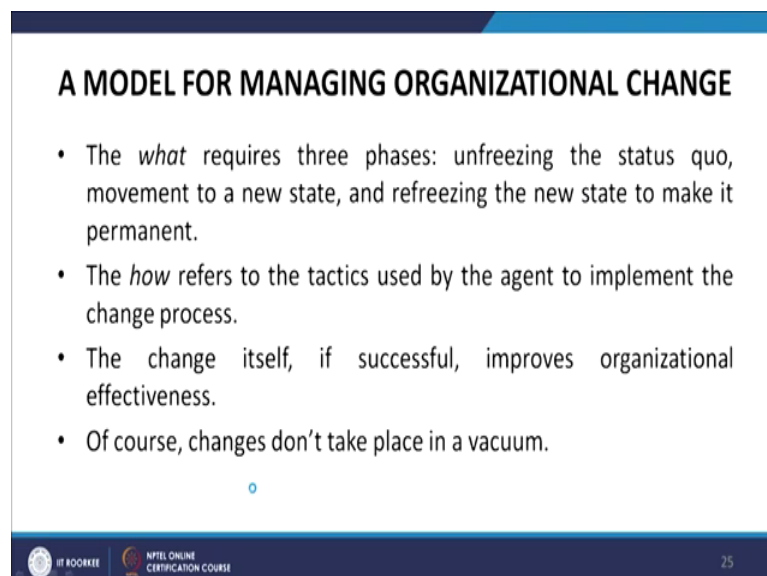 A MODEL FOR MANAGING ORGANIZATIONAL CHANGE
• The what requires three phases: unfreezing the status quo,
movement to a new state, and refreezing the new state to make it
permanent.
• The how refers to the tactics used by the agent to implement the
change process.
• The change itself, if successful, improves organizational
effectiveness.
• Of course, changes don't take place in a vacuum.
IIT ROORKEE
NPTEL ONLINE
CERTIFICATION COURSE
25